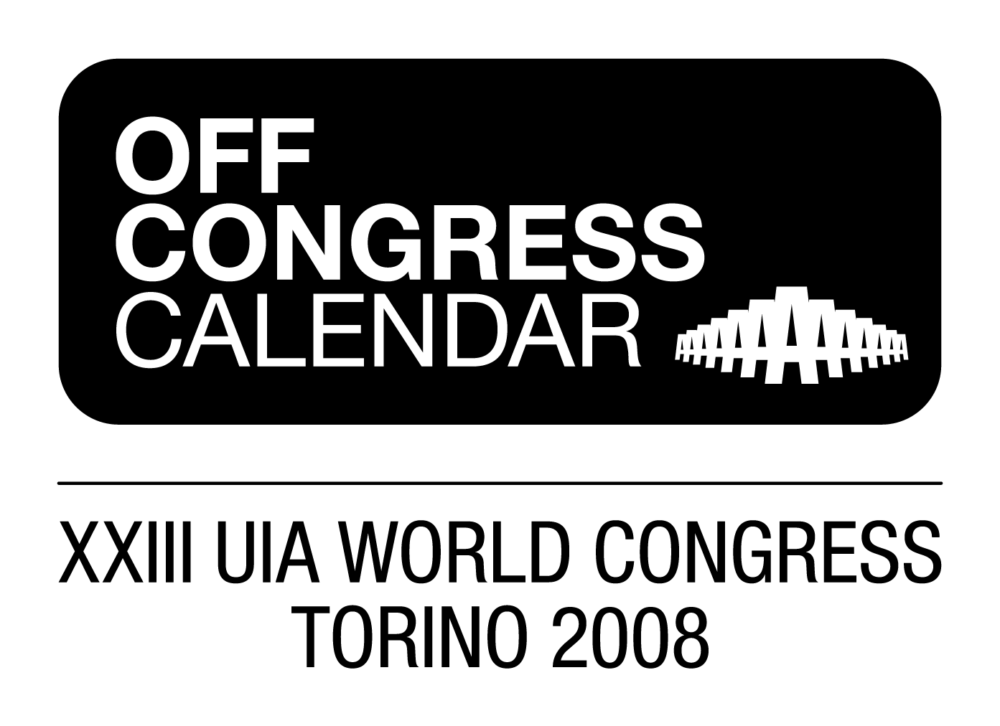 OFF
CONGRESS
CALENDAR
XXIII UIA WORLD CONGRESS
TORINO 2008